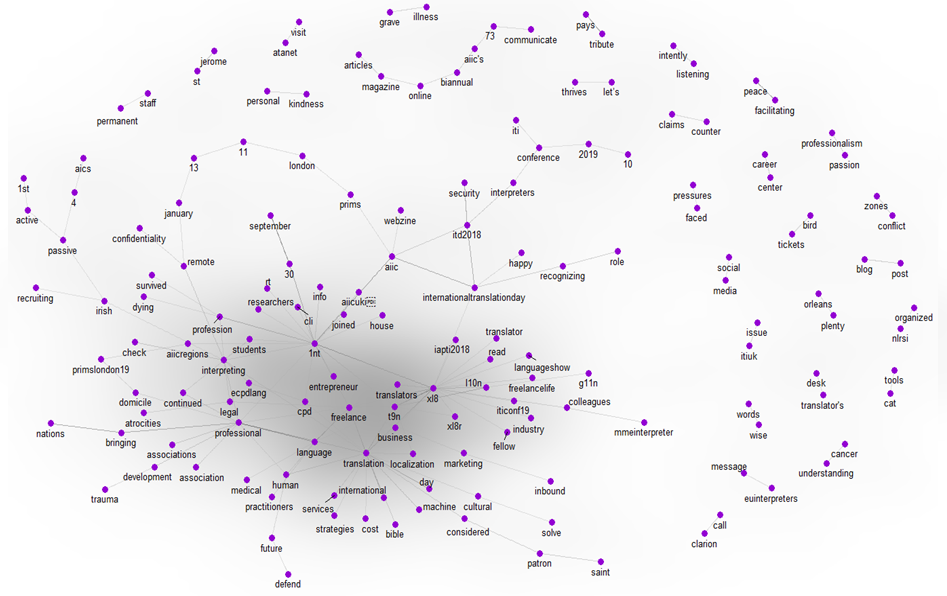 illness
grave
pays
tribute
visit
73
communicate
atanet
aiic's
jerome
articles
intently
st
magazine
online
biannual
listening
personal
kindness
thrives
let's
peace
facilitating
staff
permanent
iti
claims
counter
professionalism
passion
11
13
london
conference
2019
10
career
center
aics
1st
4
active
passive
january
prims
security
interpreters
pressures
faced
zones
conflict
september
webzine
confidentiality
itd2018
bird
tickets
remote
survived
30
aiic
happy
recognizing
role
social
media
blog
post
recruiting
dying
irish
rt
researchers
info
cli
joined
house
internationaltranslationday
orleans
plenty
organized
nlrsi
profession
students
1nt
iapti2018
translator
read
issue
itiuk
check
aiicregions
interpreting
primslondon19
languageshow
l10n
freelancelife
g11n
entrepreneur
translators
xl8
colleagues
desk
translator's
tools
cat
domicile
continued
ecpdlang
legal
atrocities
cpd
freelance
t9n
business
xl8r
iticonf19
industry
fellow
mmeinterpreter
words
wise
nations
bringing
professional
associations
language
translation
localization
marketing
cancer
understanding
development
association
trauma
medical
human
practitioners
international
services
day
machine
cultural
inbound
message
euinterpreters
strategies
cost
bible
considered
solve
call
clarion
future
patron
saint
defend